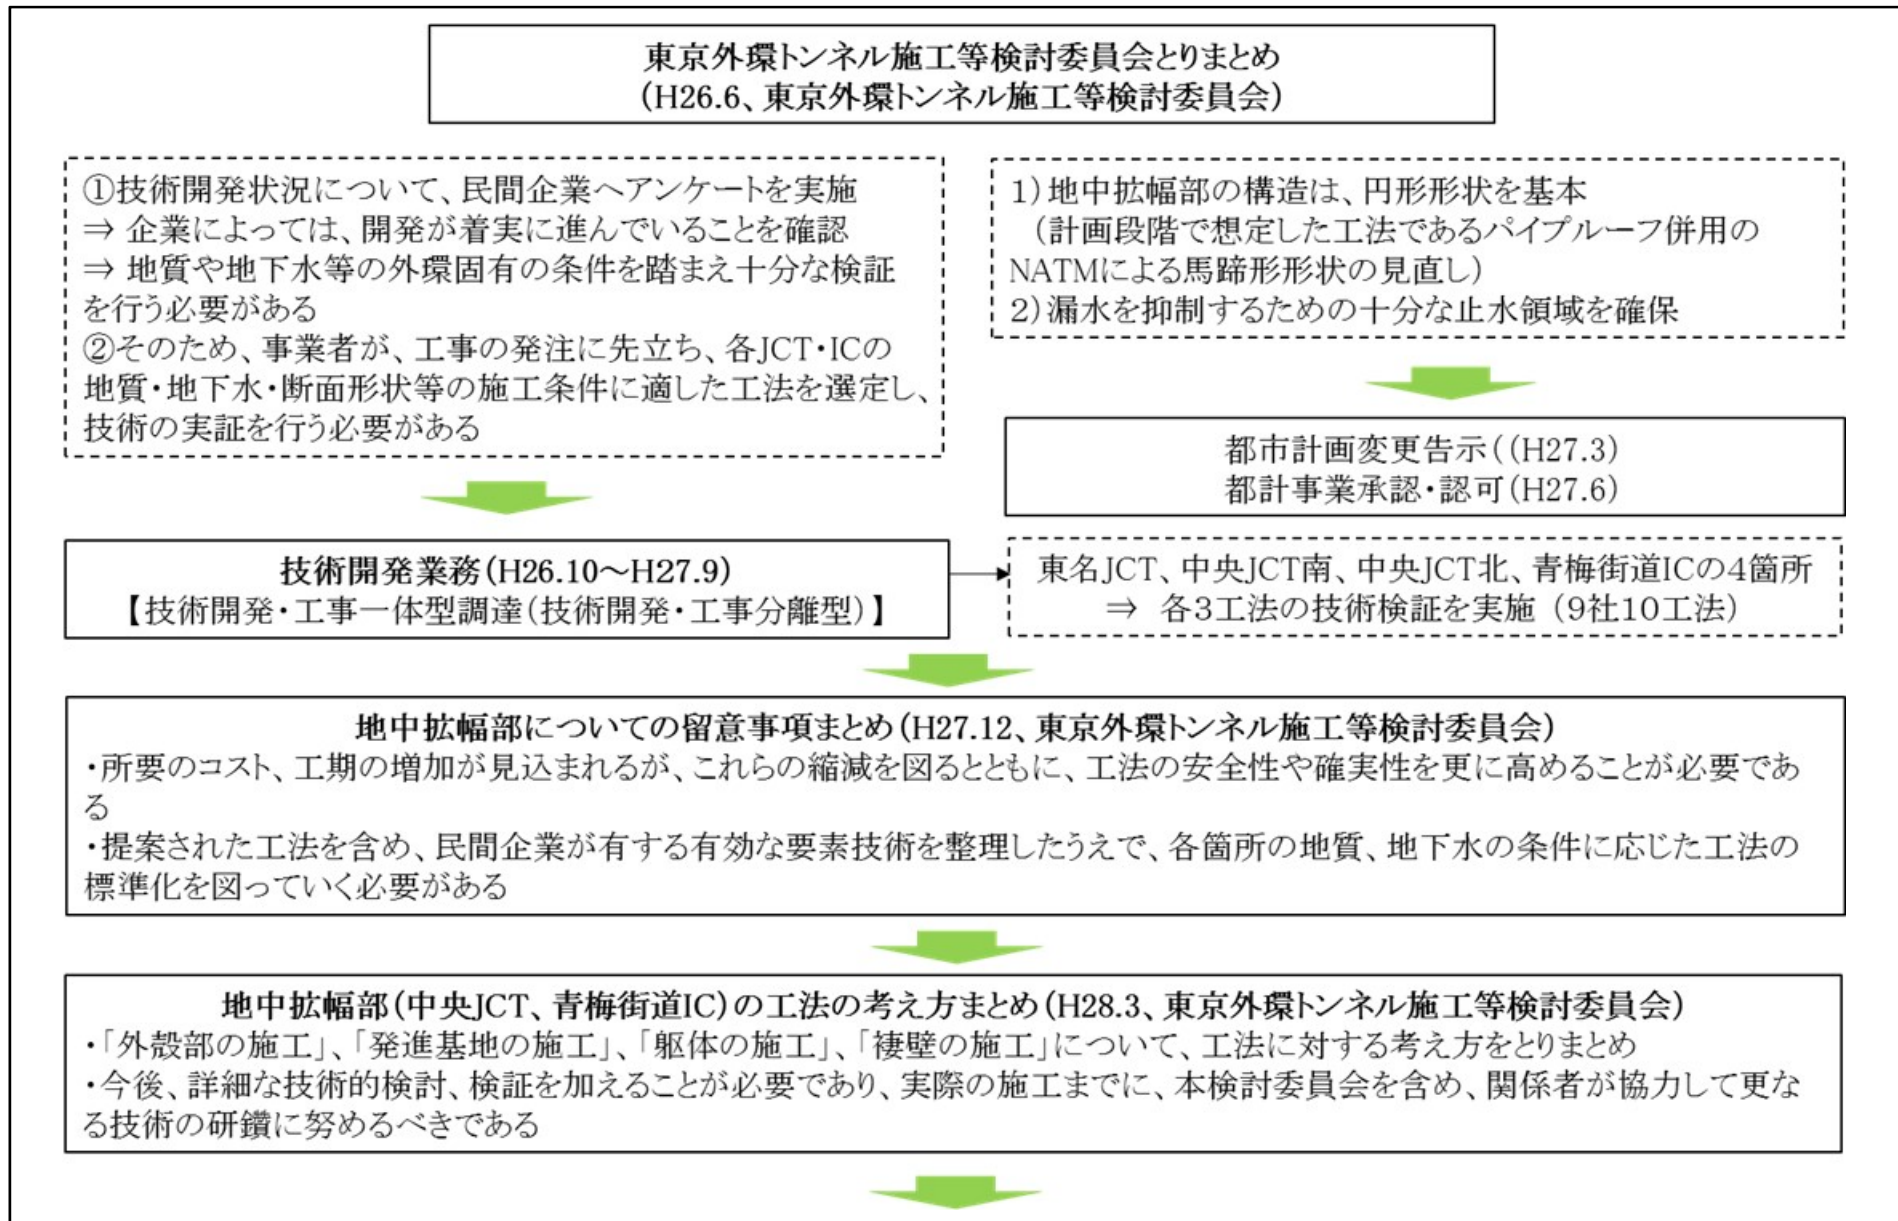 東京外環トンネル施工等検討委員会とりまとめ
(H26.6、東京外環トンネル施工等検討委員会)
①技術開発状況について、民間企業へアンケートを実施
⇒ 企業によっては、開発が着実に進んでいることを確認
⇒ 地質や地下水等の外環固有の条件を踏まえ十分な検証
を行う必要がある
②そのため、事業者が、工事の発注に先立ち、各JCT・ICの
地質・地下水・断面形状等の施工条件に適した工法を選定し、
技術の実証を行う必要がある
1)地中拡幅部の構造は、円形形状を基本
(計画段階で想定した工法であるパイプルーフ併用の
NATMによる馬蹄形形状の見直し)
2)漏水を抑制するための十分な止水領域を確保
都市計画変更告示((H27.3)
都計事業承認・認可(H27.6)
技術開発業務(H26.10～H27.9)
【技術開発・工事一体型調達(技術開発・工事分離型)】
東名JCT、中央JCT南、中央JCT北、青梅街道ICの4箇所
⇒ 各3工法の技術検証を実施 (9社10工法)
地中拡幅部についての留意事項まとめ(H27.12、東京外環トンネル施工等検討委員会)
・所要のコスト、工期の増加が見込まれるが、これらの縮減を図るとともに、工法の安全性や確実性を更に高めることが必要であ
る
・提案された工法を含め、民間企業が有する有効な要素技術を整理したうえで、各箇所の地質、地下水の条件に応じた工法の
標準化を図っていく必要がある
地中拡幅部(中央JCT、青梅街道IC)の工法の考え方まとめ(H28.3、東京外環トンネル施工等検討委員会)
・「外殻部の施工」、「発進基地の施工」、「躯体の施工」、「褄壁の施工」について、工法に対する考え方をとりまとめ
・今後、詳細な技術的検討、検証を加えることが必要であり、実際の施工までに、本検討委員会を含め、関係者が協力して更な
る技術の研鑽に努めるべきである